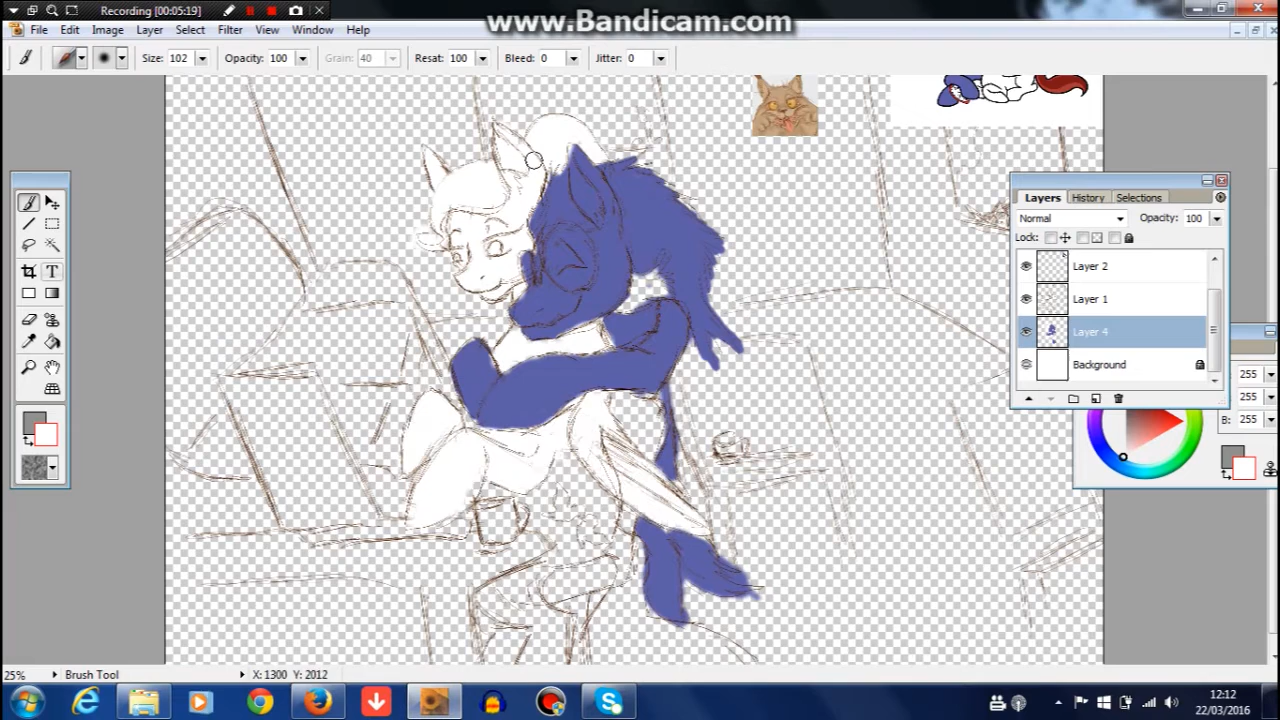 Recording [00:05:19]
www.Bandicam.com
File Edit Image Layer Select Filter View Window Help
Size: 102 Opacity: 100 Grain: 40 Resat: 100 Bleed: 0 Jitter: 0
Layers History Selections
Normal Opacity: 100
Lock:
Layer 2
Layer 1
Layer 4
Background
255
255
B: 255
25% Brush Tool X: 1300 Y: 2012
12:12
22/03/2016